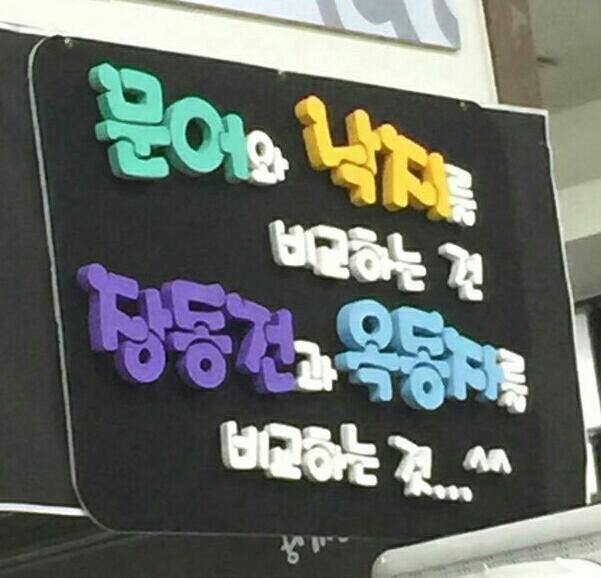 문어와 낙지를
비교하는 건
장동건과 옥동자를
비교하는 것...^^